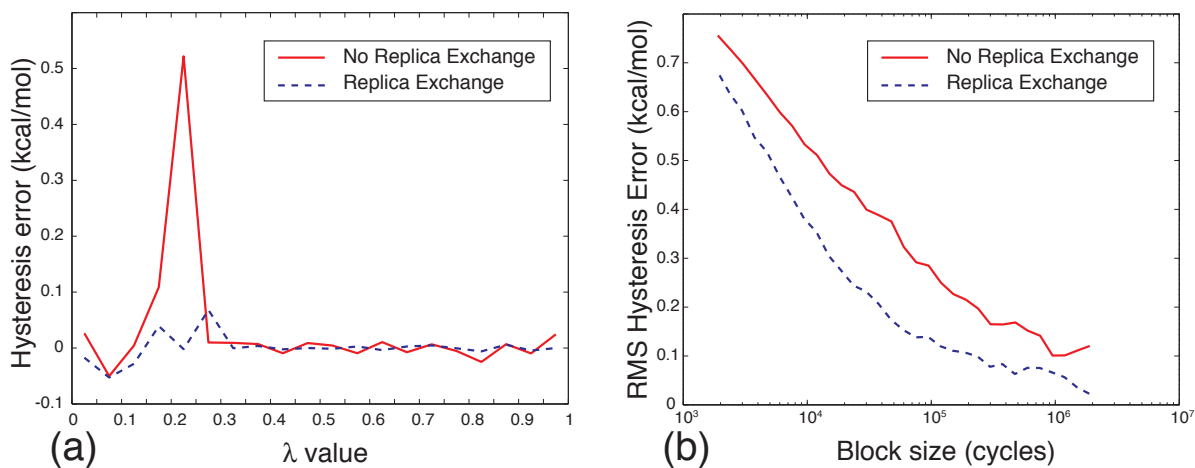 Hysteresis error (kcal/mol)
0.5
0.4
0.3
0.2
0.1
0
-0.1
No Replica Exchange
Replica Exchange
0 0.1 0.2 0.3 0.4 0.5 0.6 0.7 0.8 0.9 1
(a) λ value
RMS Hysteresis Error (kcal/mol)
0.7
0.6
0.5
0.4
0.3
0.2
0.1
0
No Replica Exchange
Replica Exchange
10³ 10⁴ 10⁵ 10⁶ 10⁷
(b) Block size (cycles)